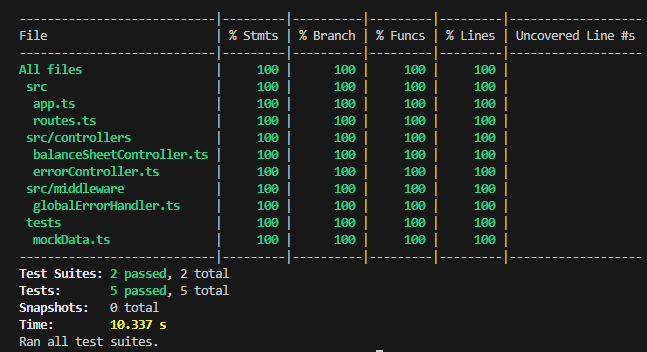 ---------------------------|---------|----------|---------|---------|-------------------
File                       | % Stmts | % Branch | % Funcs | % Lines | Uncovered Line #s
---------------------------|---------|----------|---------|---------|-------------------
All files                  |     100 |      100 |     100 |     100 |
 src                       |     100 |      100 |     100 |     100 |
  app.ts                   |     100 |      100 |     100 |     100 |
  routes.ts                |     100 |      100 |     100 |     100 |
 src/controllers           |     100 |      100 |     100 |     100 |
  balanceSheetController.ts |     100 |      100 |     100 |     100 |
  errorController.ts       |     100 |      100 |     100 |     100 |
 src/middleware            |     100 |      100 |     100 |     100 |
  globalErrorHandler.ts    |     100 |      100 |     100 |     100 |
 tests                     |     100 |      100 |     100 |     100 |
  mockData.ts              |     100 |      100 |     100 |     100 |
---------------------------|---------|----------|---------|---------|-------------------
Test Suites: 2 passed, 2 total
Tests:       5 passed, 5 total
Snapshots:   0 total
Time:        10.337 s
Ran all test suites.